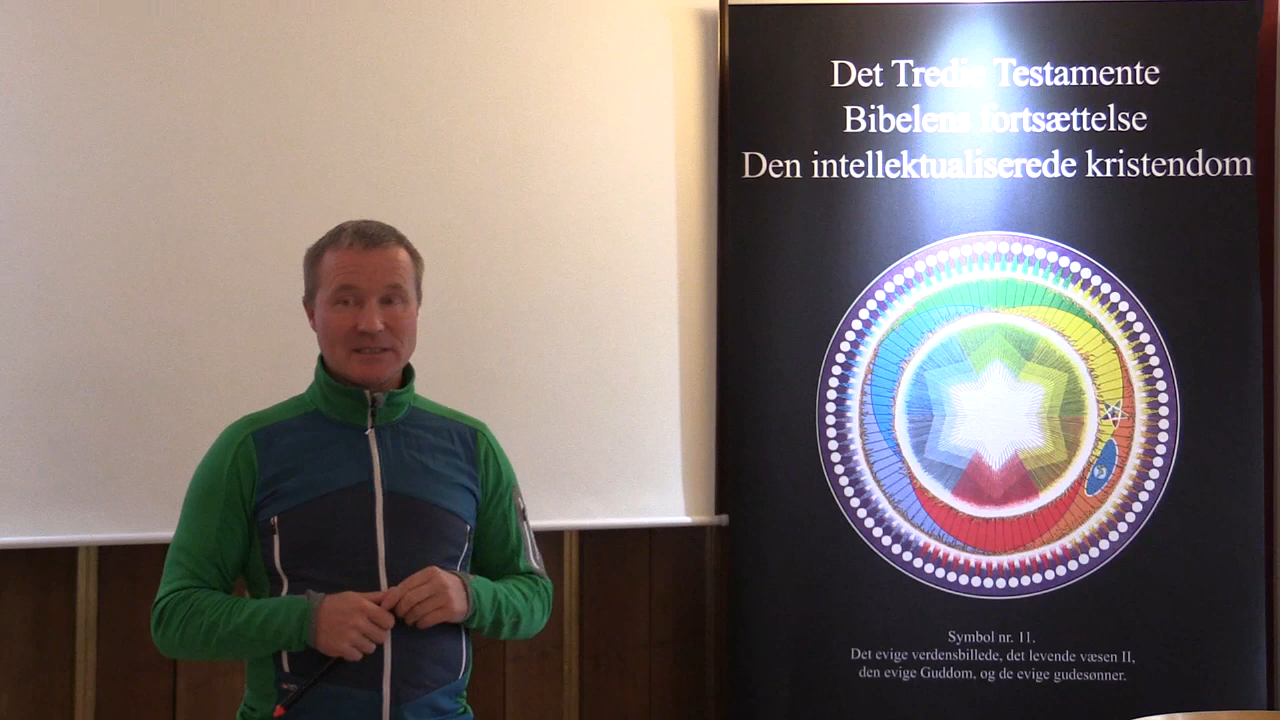 Det Tredie Testamente
Bibelens fortsættelse
Den intellektualiserede kristendom
Symbol nr. 11.
Det evige verdensbillede, det levende væsen II,
den evige Guddom, og de evige gudesønner.